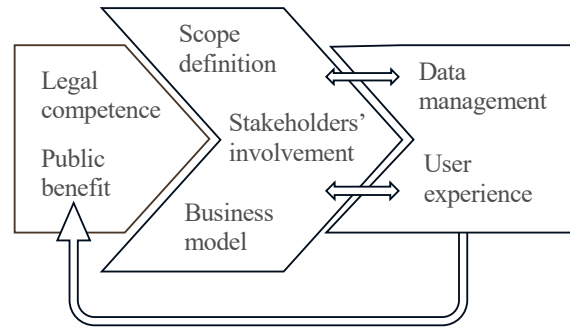 Legal
competence
Public
benefit
Scope
definition
Stakeholders’
involvement
Business
model
Data
management
User
experience